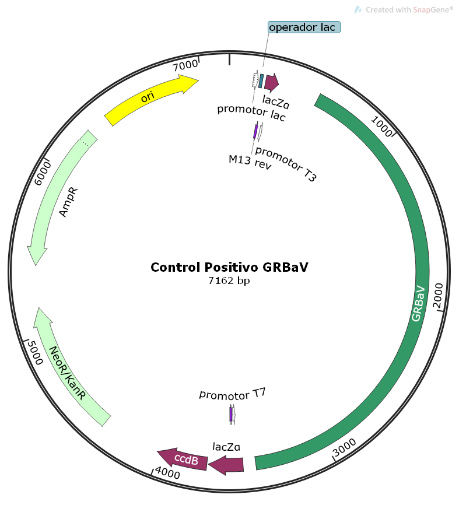 Created with SnapGene®
operador lac
7000
ori
lacZα
promotor lac
1000
promotor T3
M13 rev
6000
AmpR
Control Positivo GRBaV
7162 bp
GRBaV
2000
5000
NeoR/KanR
promotor T7
lacZα
ccdB
3000
4000